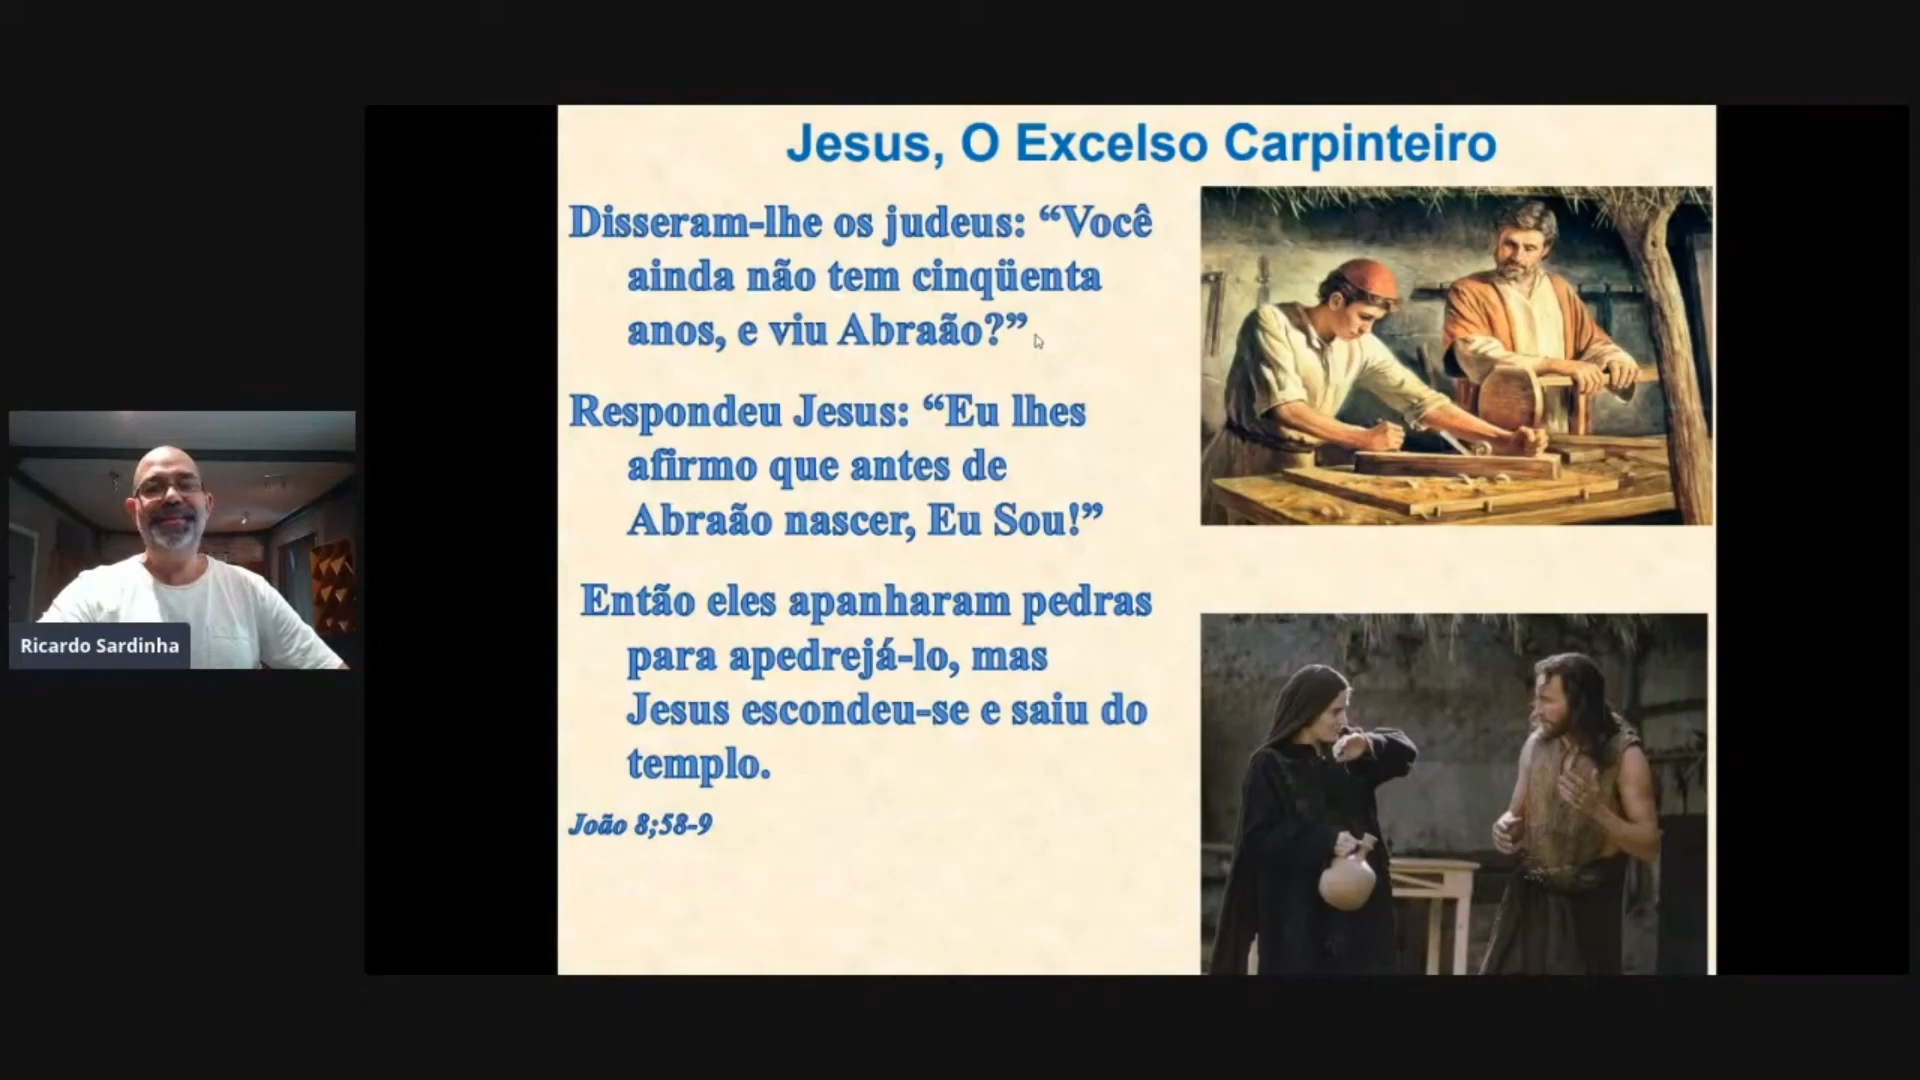 Jesus, O Excelso Carpinteiro
Disseram-lhe os judeus: “Você
ainda não tem cinqüenta
anos, e viu Abraão?”
Respondeu Jesus: “Eu lhes
afirmo que antes de
Abraão nascer, Eu Sou!”
Então eles apanharam pedras
para apedrejá-lo, mas
Jesus escondeu-se e saiu do
templo.
João 8;58-9
Ricardo Sardinha